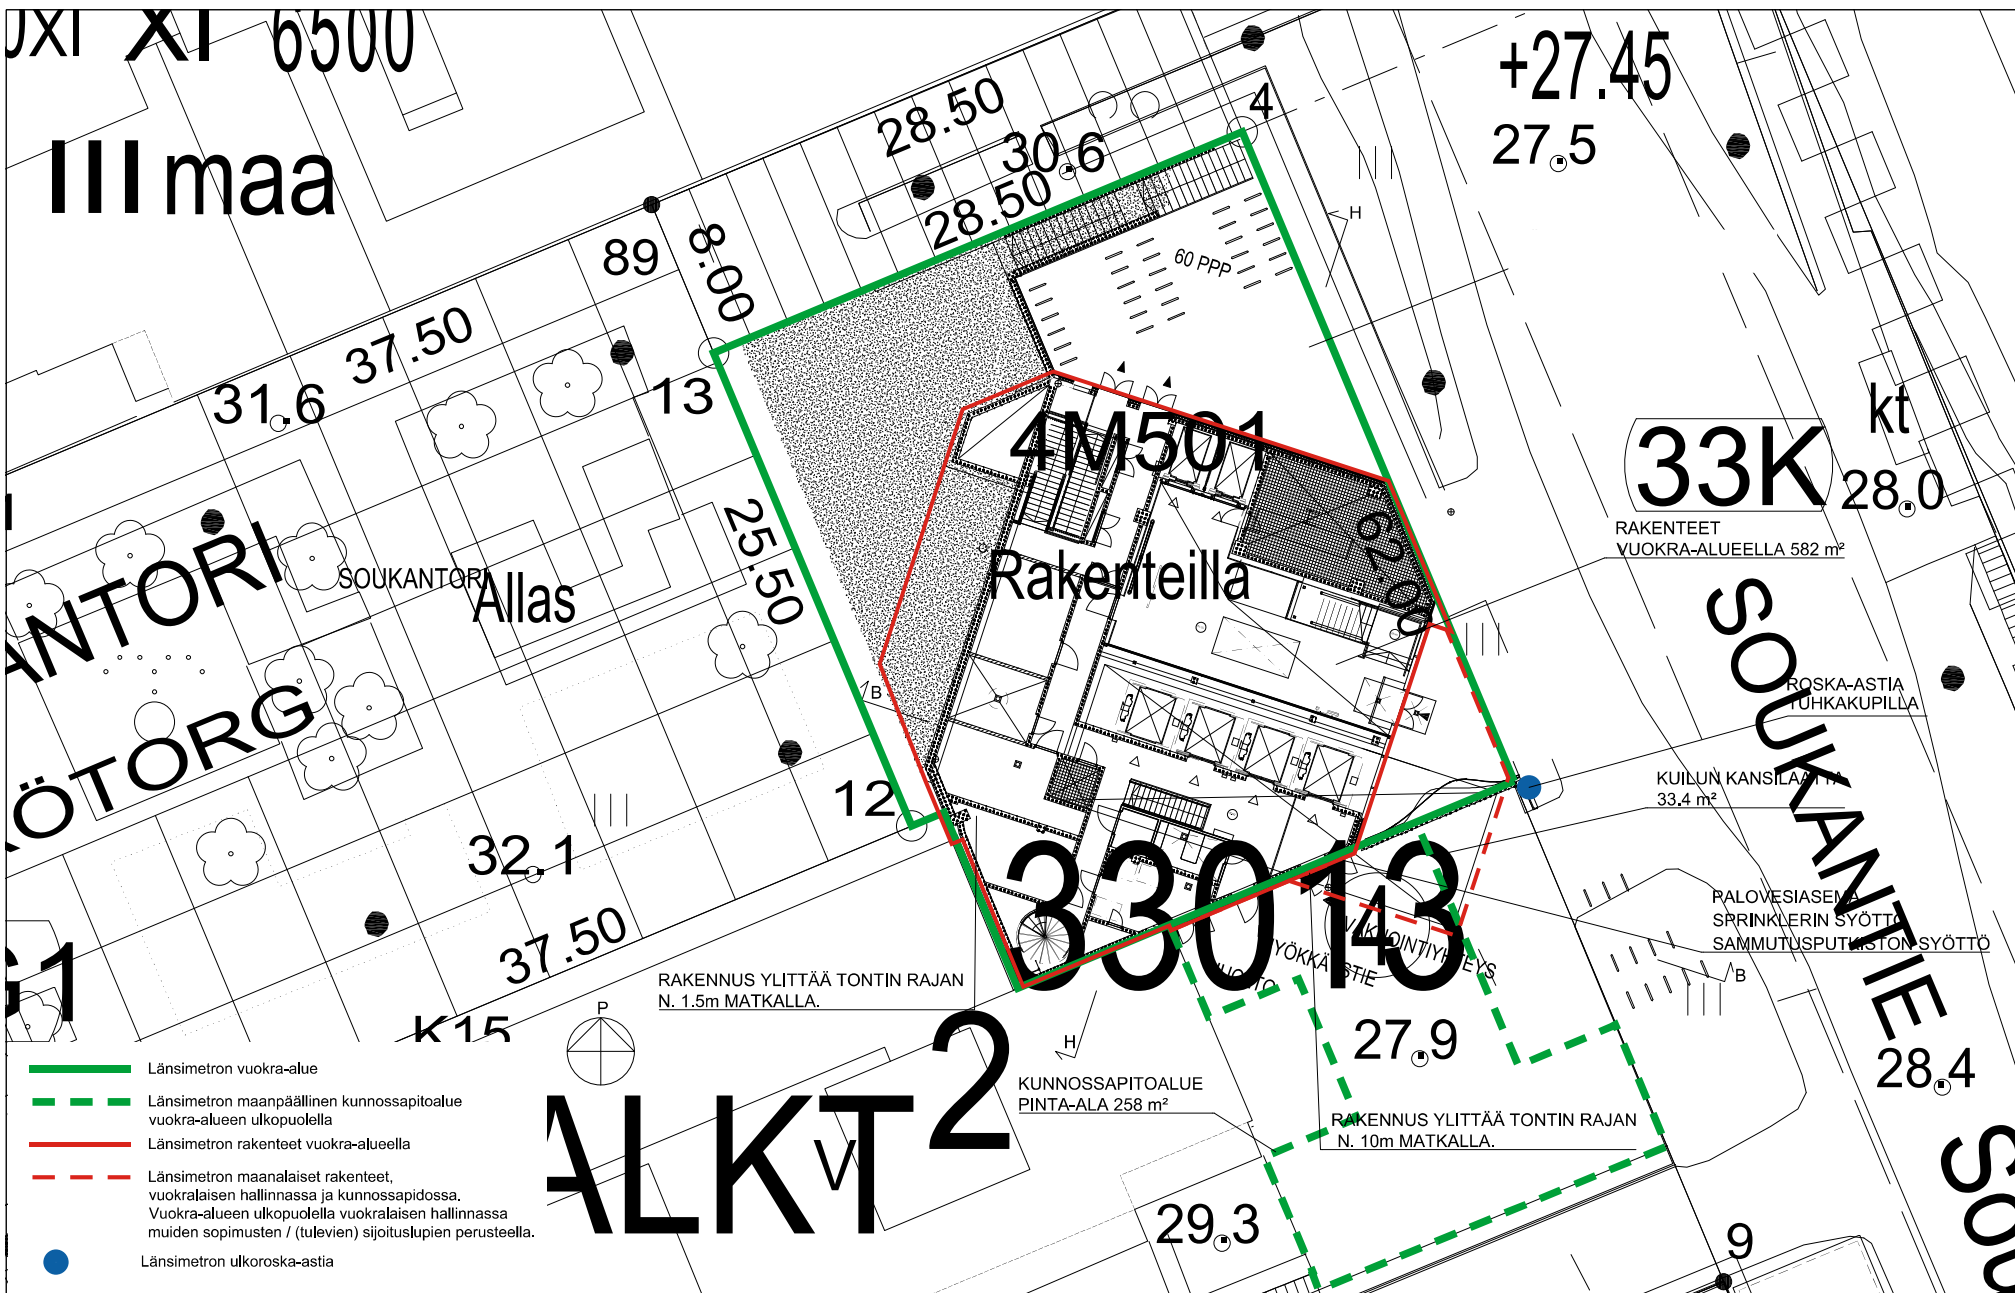 XI
6500
III maa
+27.45
27.5
4
28.50
30.6
28.50
89
8.00
60 PPP
H
37.50
31.6
13
kt
33K
28.0
RAKENTEET
VUOKRA-ALUEELLA 582 m²
4M501
62.00
25.50
SOUKANTORI
Allas
Rakenteilla
ANTORI
ÖTORG
SOUKANTIE
ROSKA-ASTIA
TUHKAKUPILLA
KUILUN KANSILAATTA
33.4 m²
B
12
32.1
37.50
33013
4
PALOVESIASEMA
SPRINKLERIN SYÖTTÖ
SAMMUTUSPUTKISTON SYÖTTÖ
B
G1
K15
P
RAKENNUS YLITTÄÄ TONTIN RAJAN
N. 1.5m MATKALLA.
2
H
27.9
28.4
KUNNOSSAPITOALUE
PINTA-ALA 258 m²
RAKENNUS YLITTÄÄ TONTIN RAJAN
N. 10m MATKALLA.
ALKT
V
29.3
9
SOU
Länsimetron vuokra-alue
Länsimetron maanpäällinen kunnossapitoalue
vuokra-alueen ulkopuolella
Länsimetron rakenteet vuokra-alueella
Länsimetron maanalaiset rakenteet,
vuokralaisen hallinnassa ja kunnossapidossa.
Vuokra-alueen ulkopuolella vuokralaisen hallinnassa
muiden sopimusten / (tulevien) sijoituslupien perusteella.
Länsimetron ulkoroska-astia